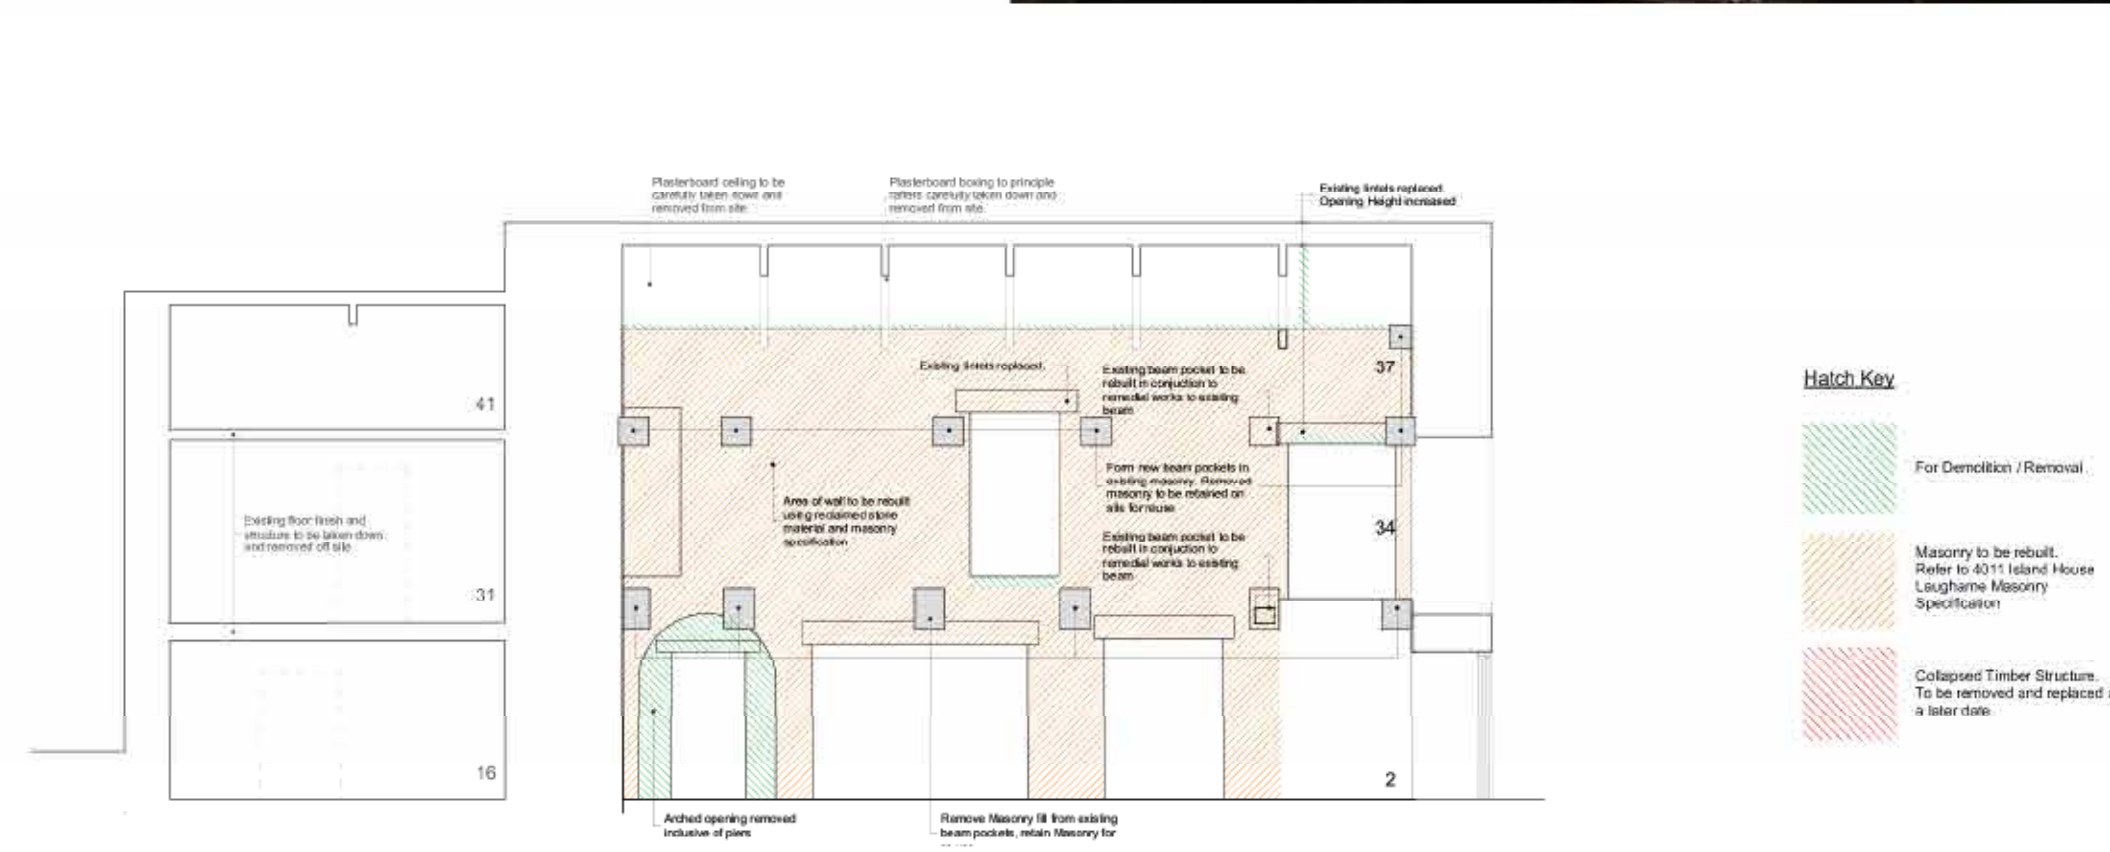 Plasterboard ceiling to be
carefully taken down and
removed from site
Plasterboard boxing to principle
rafters carefully taken down and
removed from site.
Existing lintels replaced.
Opening Height increased
Existing lintels replaced.
Existing beam pocket to be
rebuilt in conjuction to
remedial works to existing
beam
37
41
Form new beam pockets in
existing masonry. Removed
masonry to be retained on
site for reuse
Area of wall to be rebuilt
using reclaimed stone
material and masonry
specification
34
Existing floor finish and
structure to be taken down
and removed off site
Existing beam pocket to be
rebuilt in conjuction to
remedial works to existing
beam
31
16
2
Arched opening removed
inclusive of piers
Remove Masonry fill from existing
beam pockets, retain Masonry for
Hatch Key
For Demolition / Removal
Masonry to be rebuilt.
Refer to 4011 Island House
Laugharne Masonry
Specification
Collapsed Timber Structure.
To be removed and replaced
a later date